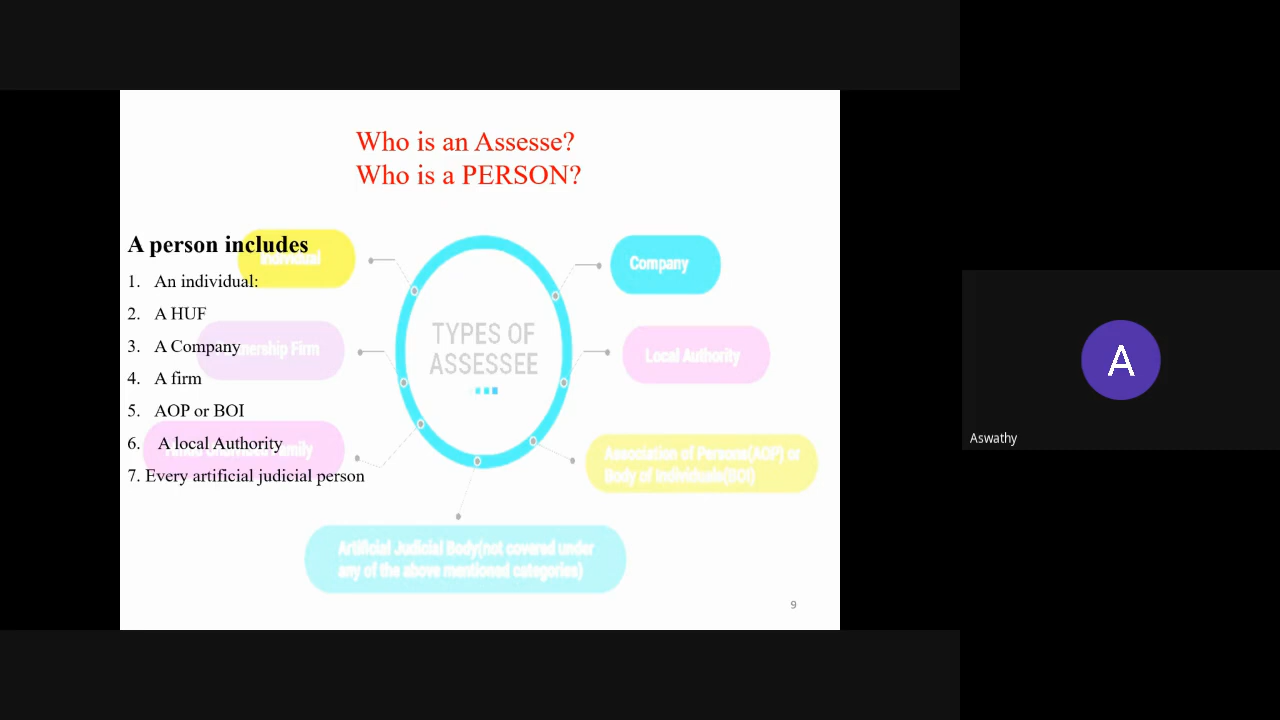 Who is an Assesse?
Who is a PERSON?
A person includes
Individual
1. An individual:
2. A HUF
3. A Company
4. A firm
5. AOP or BOI
6. A local Authority
7. Every artificial judicial person
Firm
Family
TYPES OF
ASSESSEE
Company
Local Authority
Association of Persons(AOP) or
Body of Individuals(BOI)
Artificial Judicial Body(not covered under
any of the above mentioned categories)
9
A
Aswathy